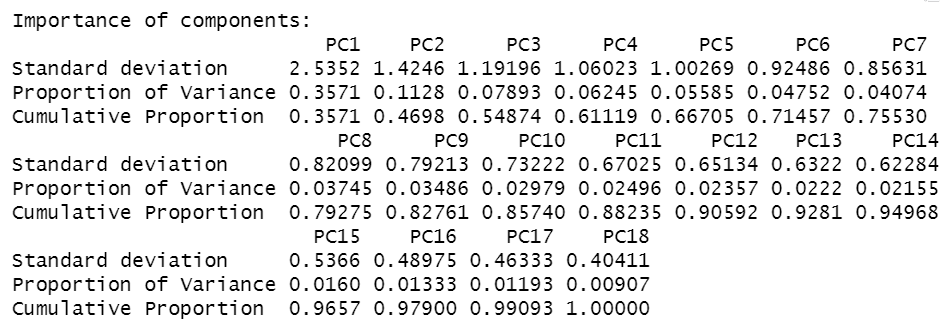 Importance of components:
PC1 PC2 PC3 PC4 PC5 PC6 PC7
Standard deviation 2.5352 1.4246 1.19196 1.06023 1.00269 0.92486 0.85631
Proportion of Variance 0.3571 0.1128 0.07893 0.06245 0.05585 0.04752 0.04074
Cumulative Proportion 0.3571 0.4698 0.54874 0.61119 0.66705 0.71457 0.75530
PC8 PC9 PC10 PC11 PC12 PC13 PC14
Standard deviation 0.82099 0.79213 0.73222 0.67025 0.65134 0.6322 0.62284
Proportion of Variance 0.03745 0.03486 0.02979 0.02496 0.02357 0.0222 0.02155
Cumulative Proportion 0.79275 0.82761 0.85740 0.88235 0.90592 0.9281 0.94968
PC15 PC16 PC17 PC18
Standard deviation 0.5366 0.48975 0.46333 0.40411
Proportion of Variance 0.0160 0.01333 0.01193 0.00907
Cumulative Proportion 0.9657 0.97900 0.99093 1.00000